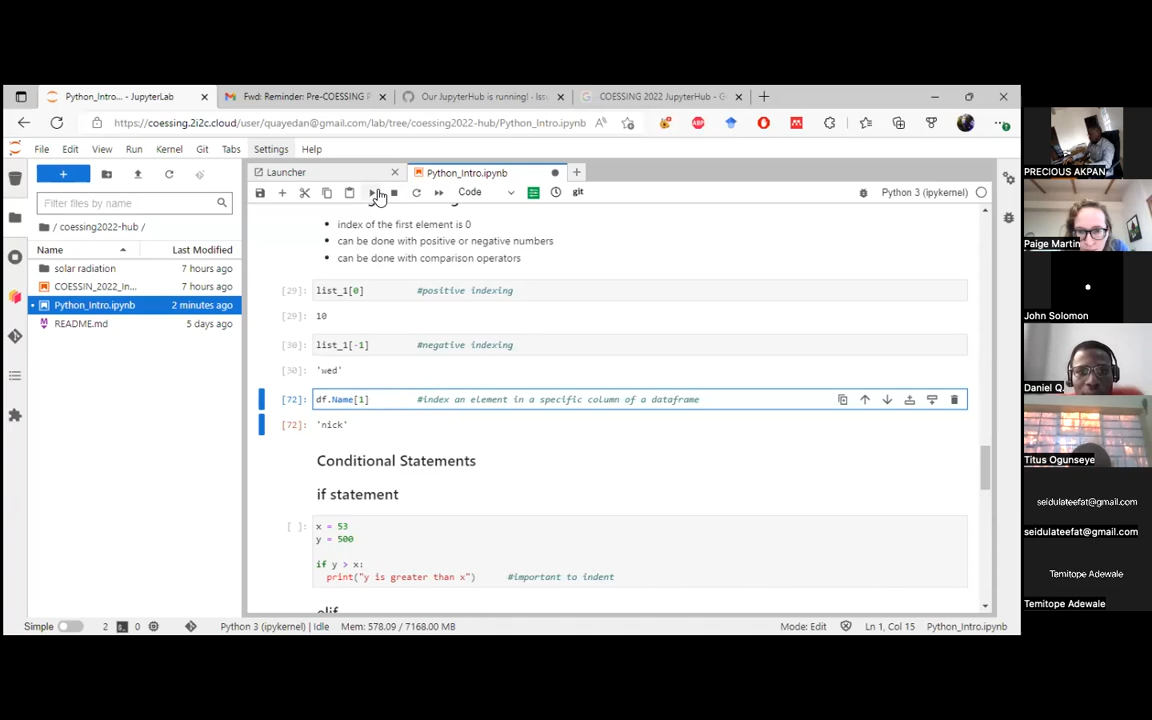 Python_Intro... - JupyterLab
Fwd: Reminder: Pre-COESSING P
Our JupyterHub is running! - Issu
COESSING 2022 JupyterHub - G
https://coessing.2i2c.cloud/user/quayedan@gmail.com/lab/tree/coessing2022-hub/Python_Intro.ipynb
ABP
File Edit View Run Kernel Git Tabs Settings Help
Launcher
Python_Intro.ipynb
Code
git
Python 3 (ipykernel)
Filter files by name
/ coessing2022-hub /
Name
Last Modified
solar radiation
7 hours ago
COESSIN_2022_In...
7 hours ago
Python_Intro.ipynb
2 minutes ago
README.md
5 days ago
index of the first element is 0
can be done with positive or negative numbers
can be done with comparison operators
[29]: list_1[0] #positive indexing
[29]: 10
[30]: list_1[-1] #negative indexing
[30]: 'wed'
[72]: df.Name[1] #index an element in a specific column of a dataframe
[72]: 'nick'
Conditional Statements
if statement
[ ]: x = 53
y = 500
if y > x:
print("y is greater than x") #important to indent
elif
Simple
2
0
Python 3 (ipykernel) | Idle
Mem: 578.09 / 7168.00 MB
Mode: Edit
Ln 1, Col 15
Python_Intro.ipynb
PRECIOUS AKPAN
Paige Martin
John Solomon
Daniel Q.
Titus Ogunseye
seidulateefat@gmail.com
seidulateefat@gmail.com
Temitope Adewale
Temitope Adewale